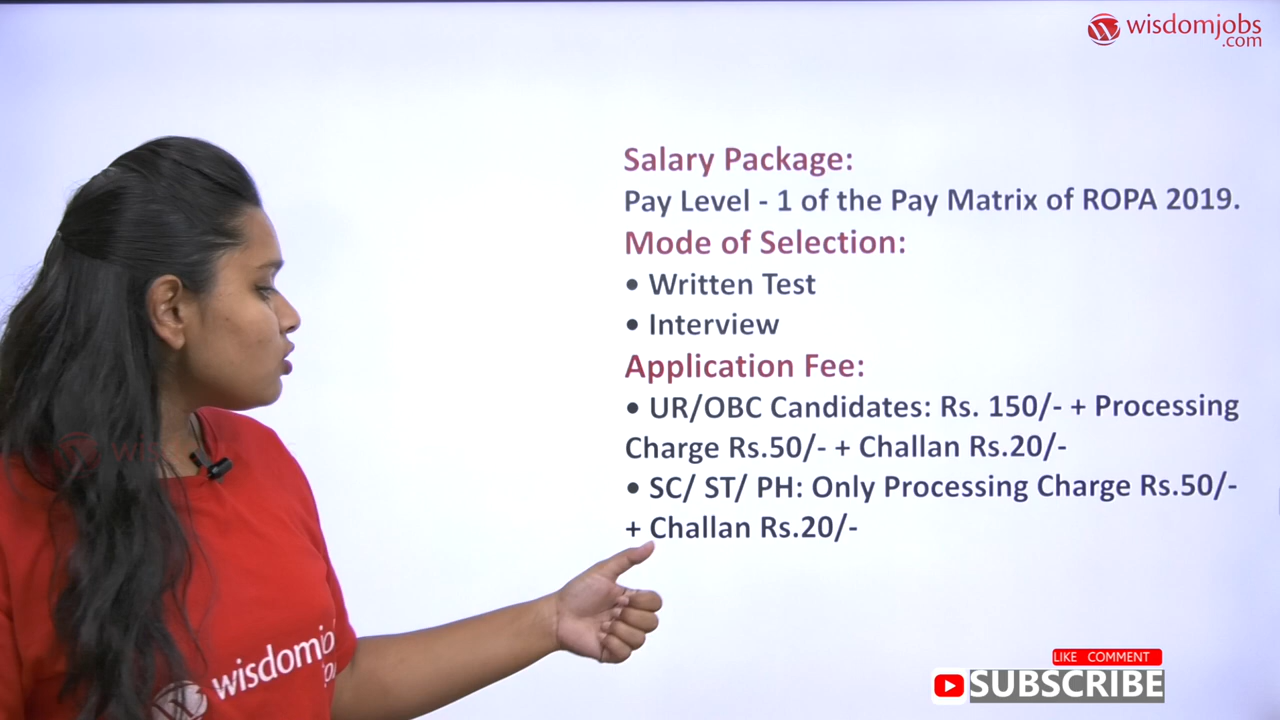 wisdomjobs
.com
Salary Package:
Pay Level - 1 of the Pay Matrix of ROPA 2019.
Mode of Selection:
• Written Test
• Interview
Application Fee:
• UR/OBC Candidates: Rs. 150/- + Processing
Charge Rs.50/- + Challan Rs.20/-
• SC/ ST/ PH: Only Processing Charge Rs.50/-
+ Challan Rs.20/-
wisdomjo
LIKE COMMENT
SUBSCRIBE